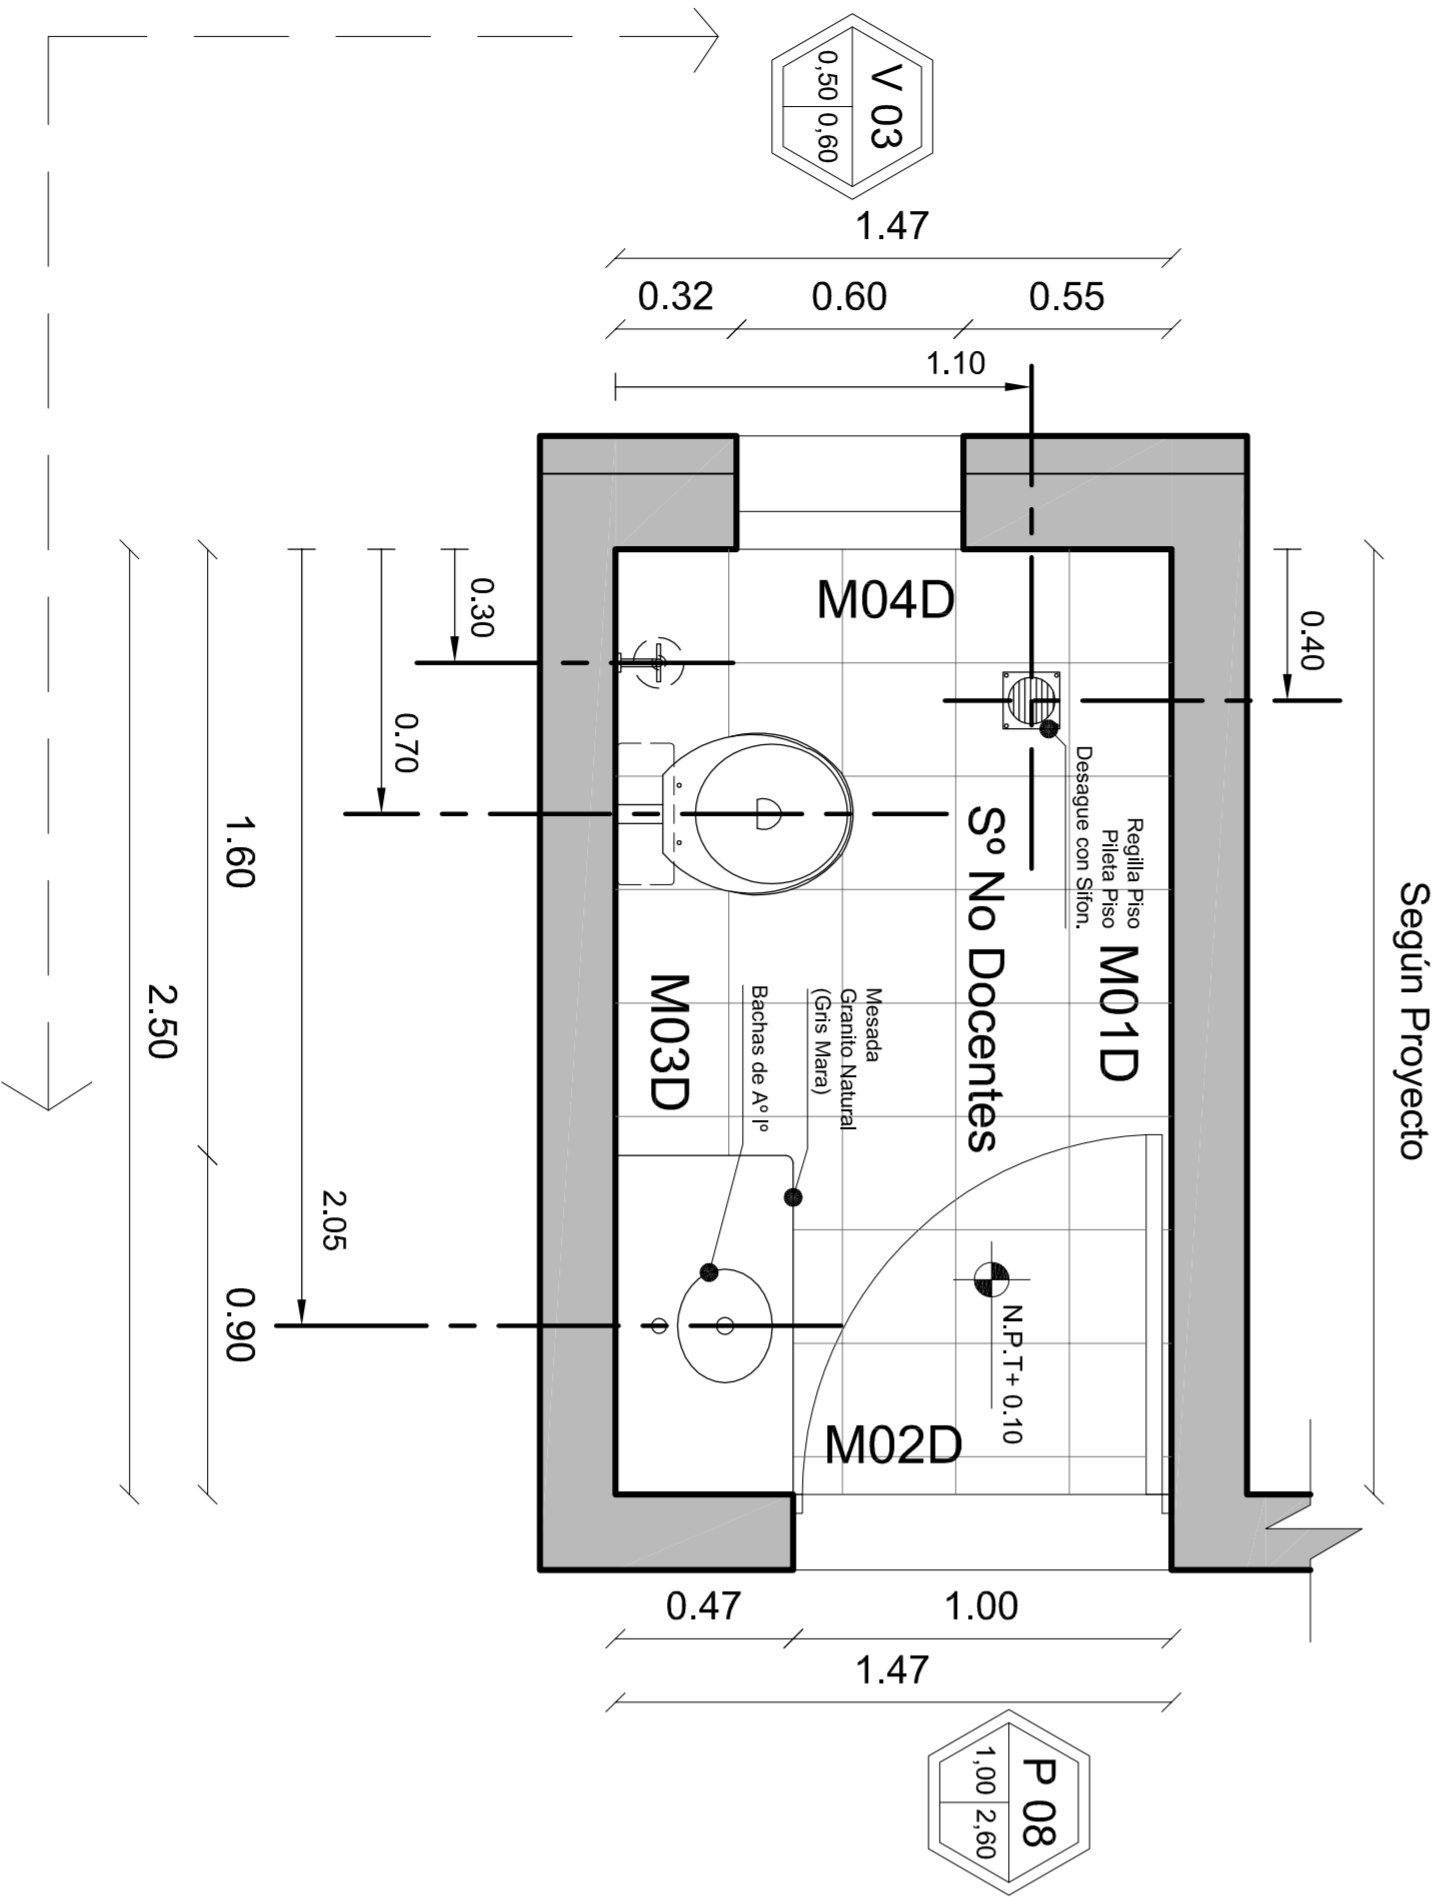 V 03
0,50 0,60
1.47
0.32 0.60 0.55
1.10
0.30
0.70
0.40
M04D
Regilla Piso
Pileta Piso
Desague con Sifon.
M01D
Sº No Docentes
Mesada
Granito Natural
(Gris Mara)
Bachas de Aº Iº
M03D
N.P.T+ 0.10
M02D
Según Proyecto
1.60
0.90
2.50
2.05
0.47 1.00
1.47
P 08
1,00 2,60